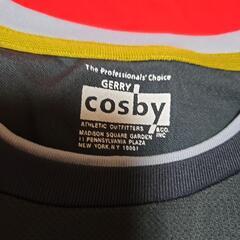 The Professionals' Choice
GERRY
cosby
&CO.
INC
ATHLETIC OUTFITTERS
MADISON SQUARE GARDEN
11 PENNSYLVANIA PLAZA
NEW YORK, N.Y. 10001